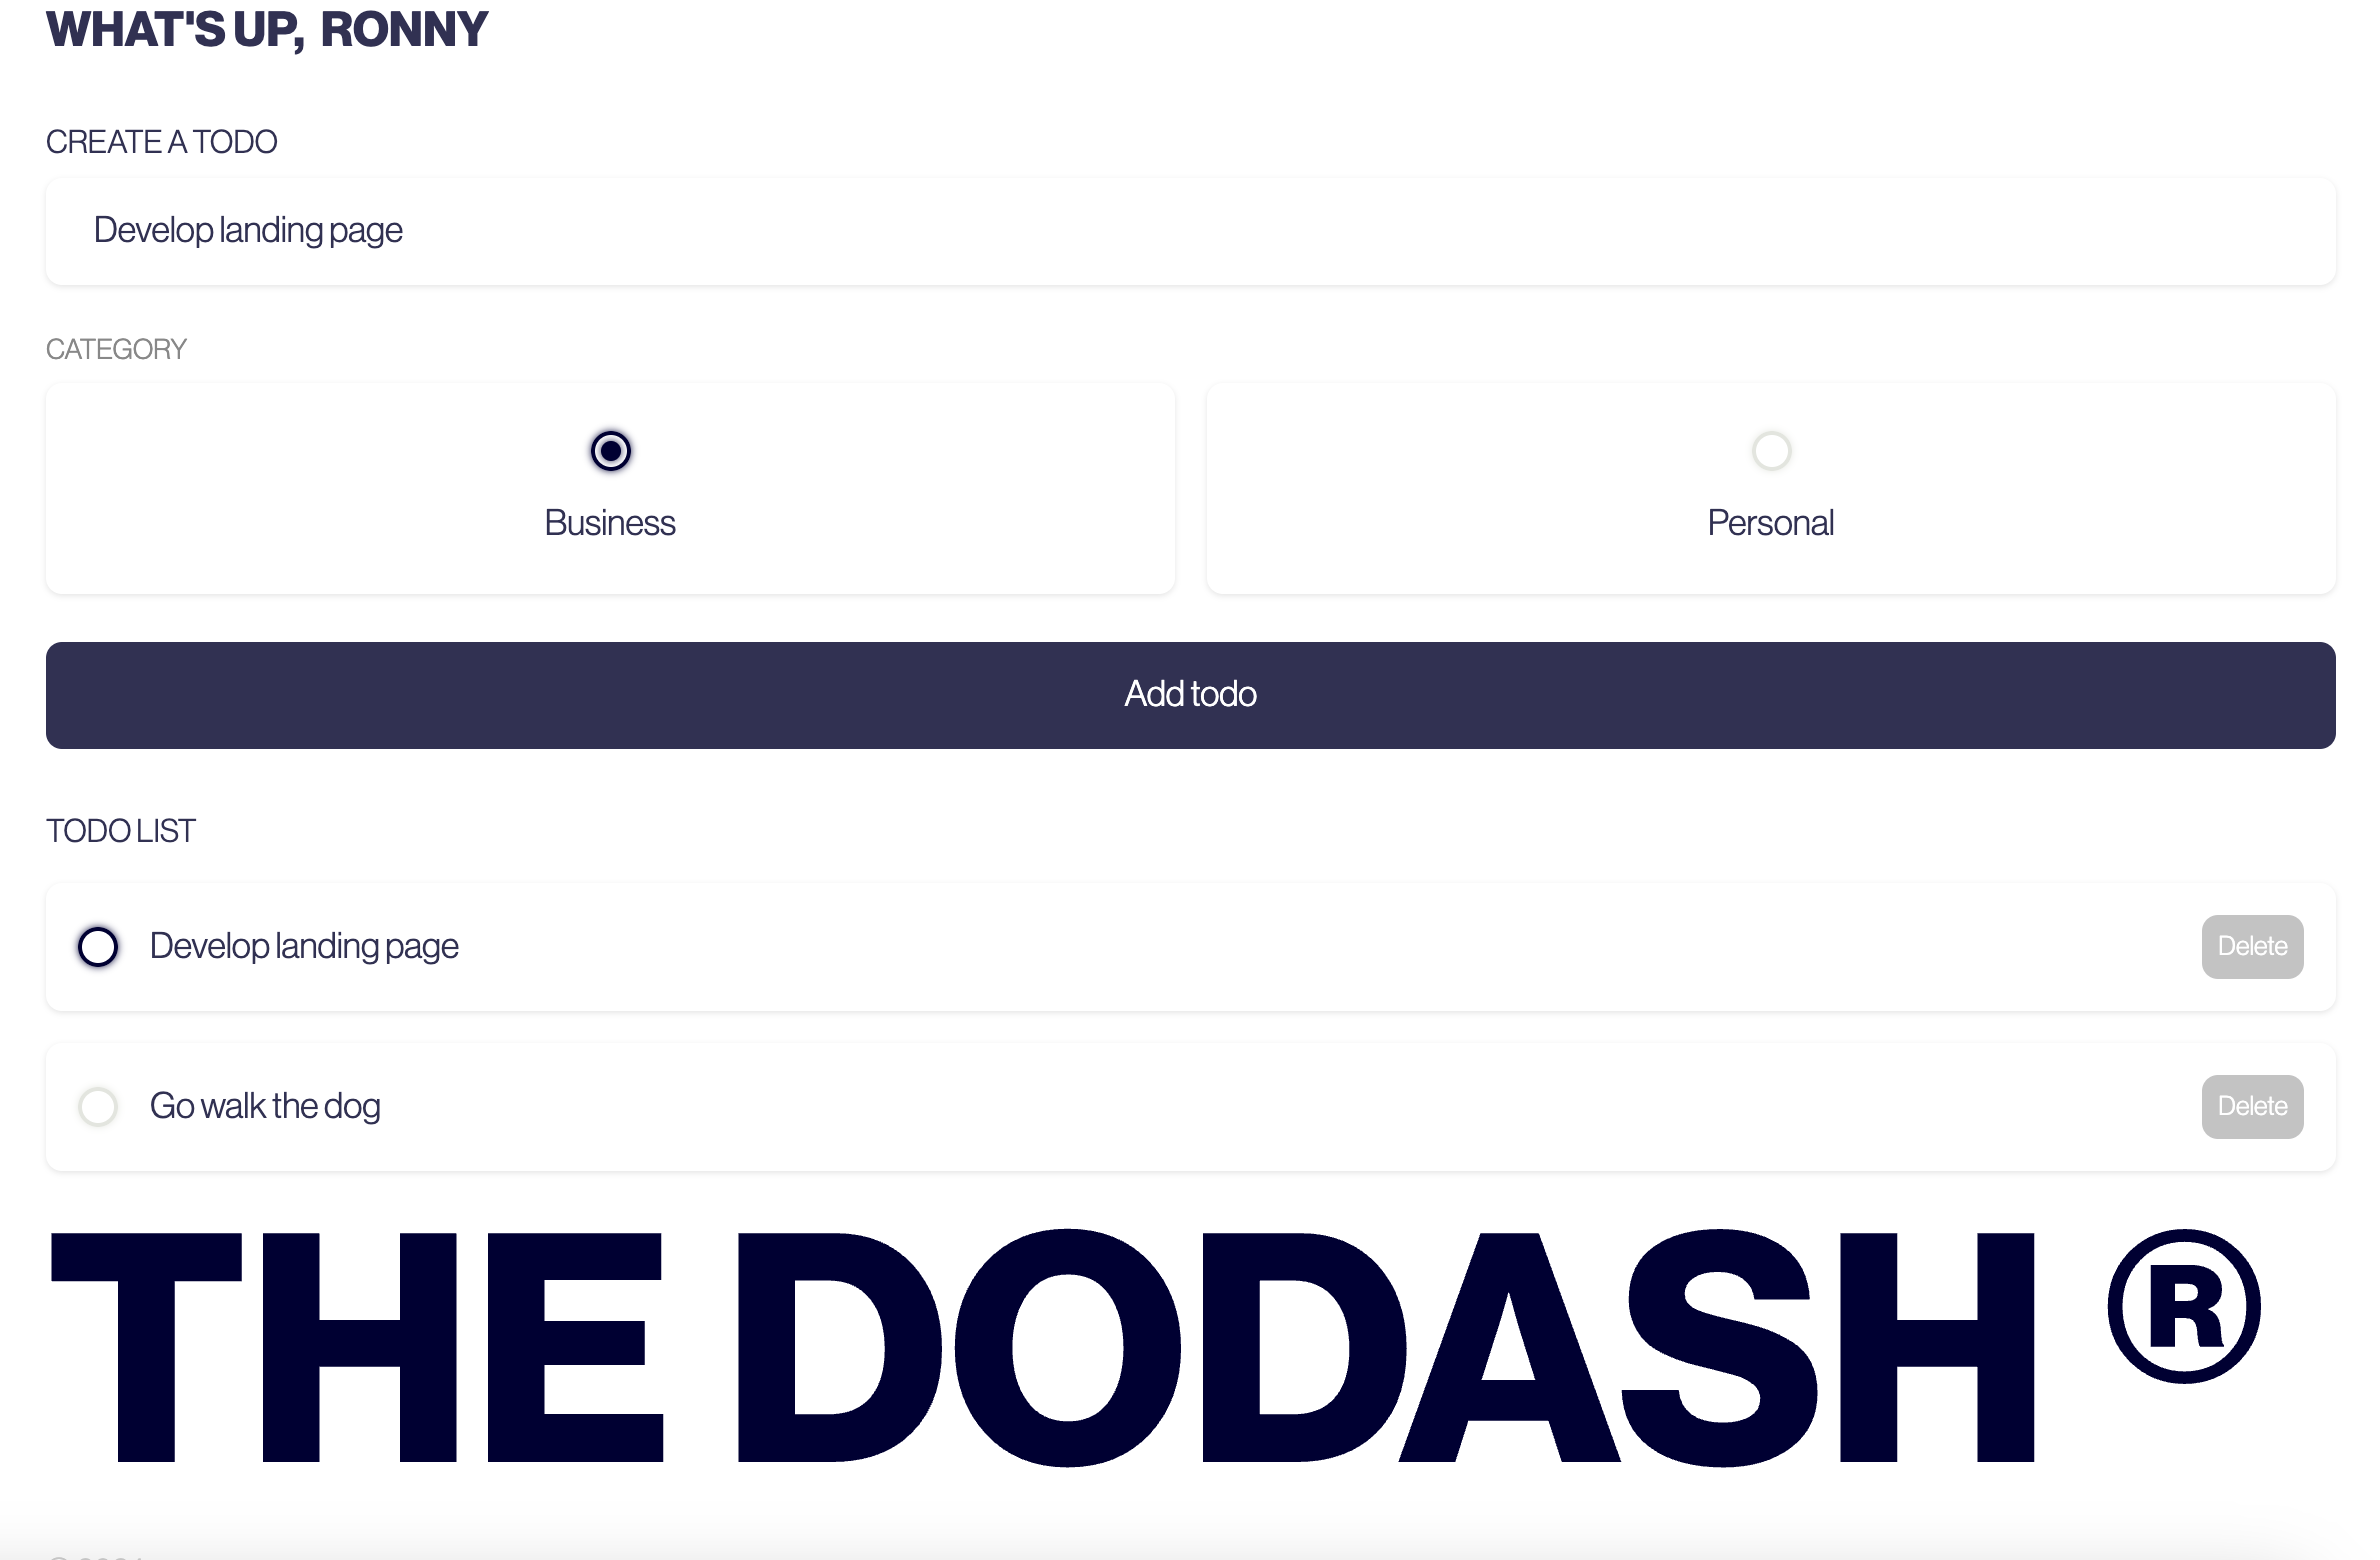 WHAT'S UP, RONNY
CREATE A TODO
Develop landing page
CATEGORY
Business
Personal
Add todo
TODO LIST
Develop landing page
Delete
Go walk the dog
Delete
THE DODASH ®